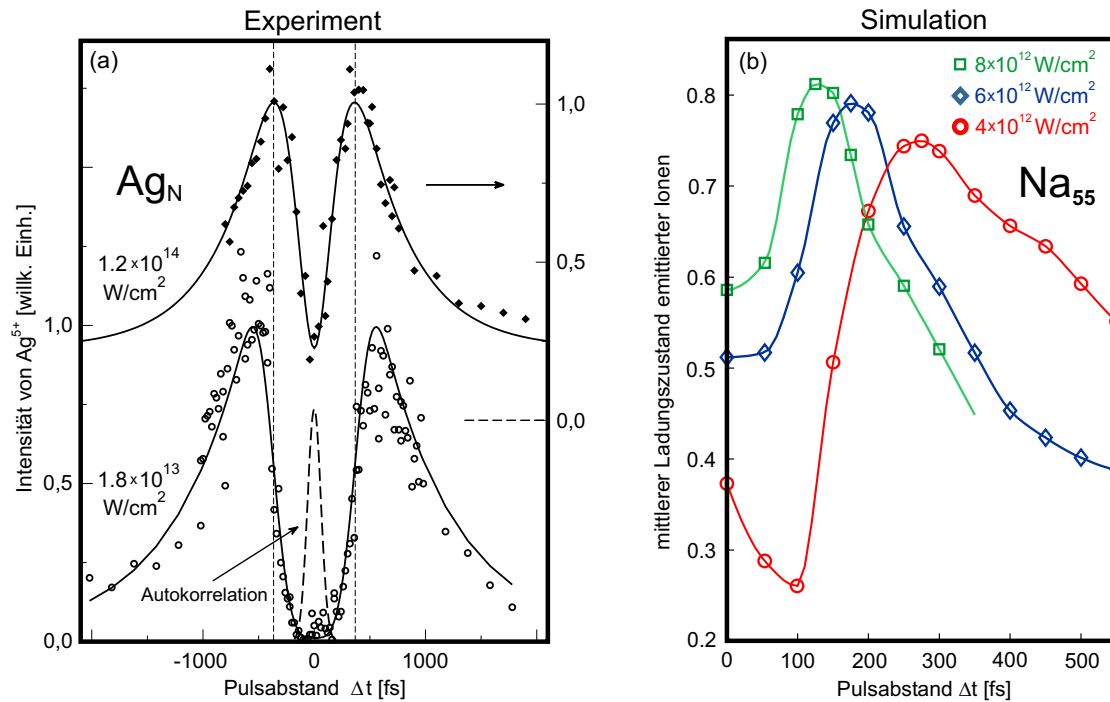 Experiment
(a)
Ag_N
1.2×10^14
W/cm^2
1.8×10^13
W/cm^2
Autokorrelation
Intensität von Ag^5+ [willk. Einh.]
1,0
0,5
0,0
1,0
0,5
0,0
-1000
0
1000
Pulsabstand Δt [fs]
Simulation
(b)
8×10^12 W/cm^2
6×10^12 W/cm^2
4×10^12 W/cm^2
Na_55
mittlerer Ladungszustand emittierter Ionen
0.8
0.7
0.6
0.5
0.4
0.3
0.2
0
100
200
300
400
500
Pulsabstand Δt [fs]